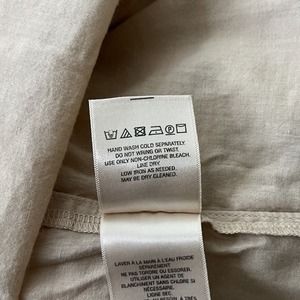 HAND WASH COLD SEPARATELY.
DO NOT WRING OR TWIST.
USE ONLY NON-CHLORINE BLEACH.
LINE DRY.
LOW IRON AS NEEDED.
MAY BE DRY CLEANED.
LAVER À LA MAIN À L'EAU FROIDE
SÉPARÉMENT.
NE PAS TORDRE OU ESSORER.
UTILISER UN AGENT DE
BLANCHIMENT SANS CHLORE SI
NÉCESSAIRE.
LIGNE SEC.